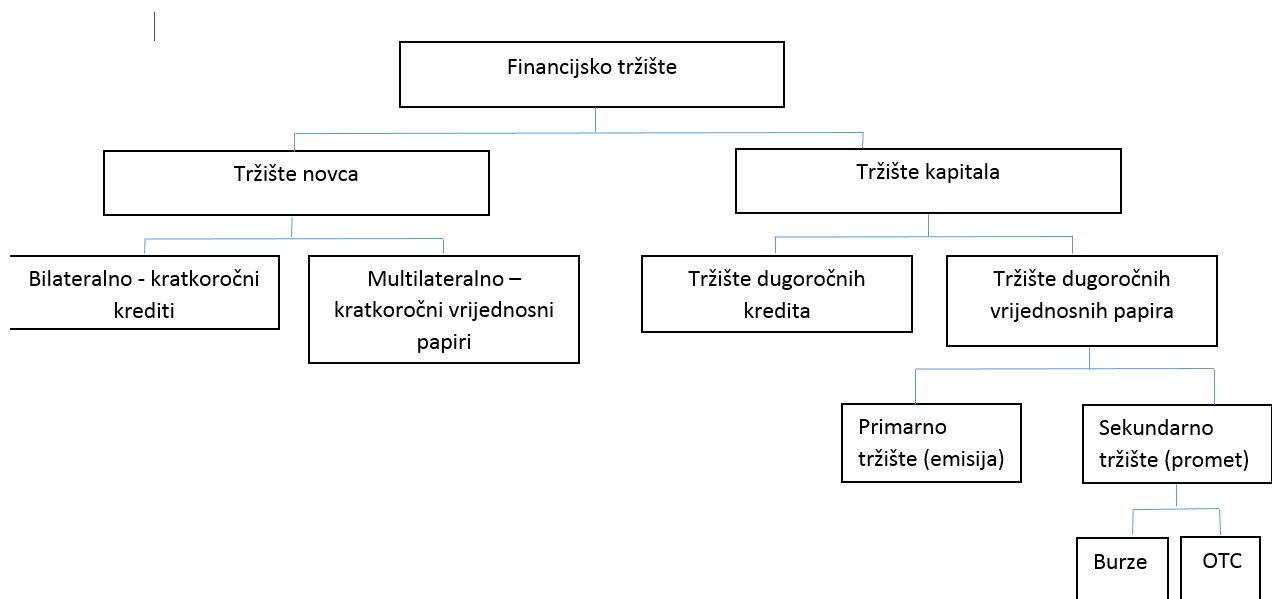 Financijsko tržište
Tržište novca
Tržište kapitala
Bilateralno - kratkoročni
krediti
Multilateralno –
kratkoročni vrijednosni
papiri
Tržište dugoročnih
kredita
Tržište dugoročnih
vrijednosnih papira
Primarno
tržište (emisija)
Sekundarno
tržište (promet)
Burze
OTC